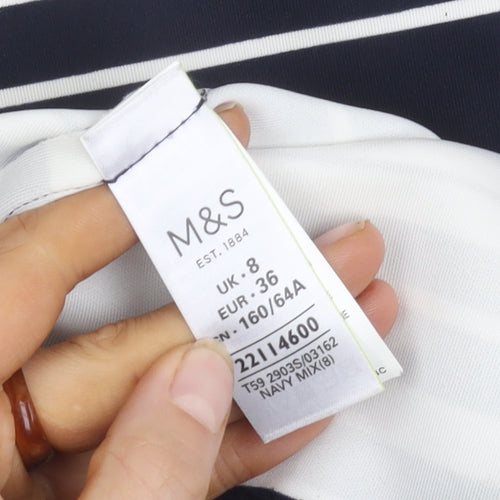 M&S
EST. 1884
UK • 8
EUR • 36
CN • 160/64A
22114600
T59 2903S/03162
NAVY MIX(8)